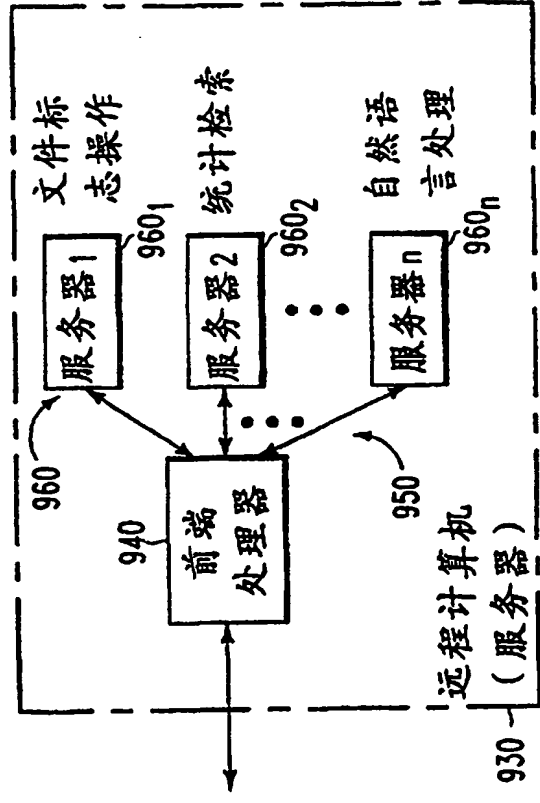 文件标
志操作
服务器1
960₁
960
统计检索
服务器2
960₂
940
前端
处理器
950
自然语
言处理
服务器n
960ₙ
远程计算机
（服务器）
930